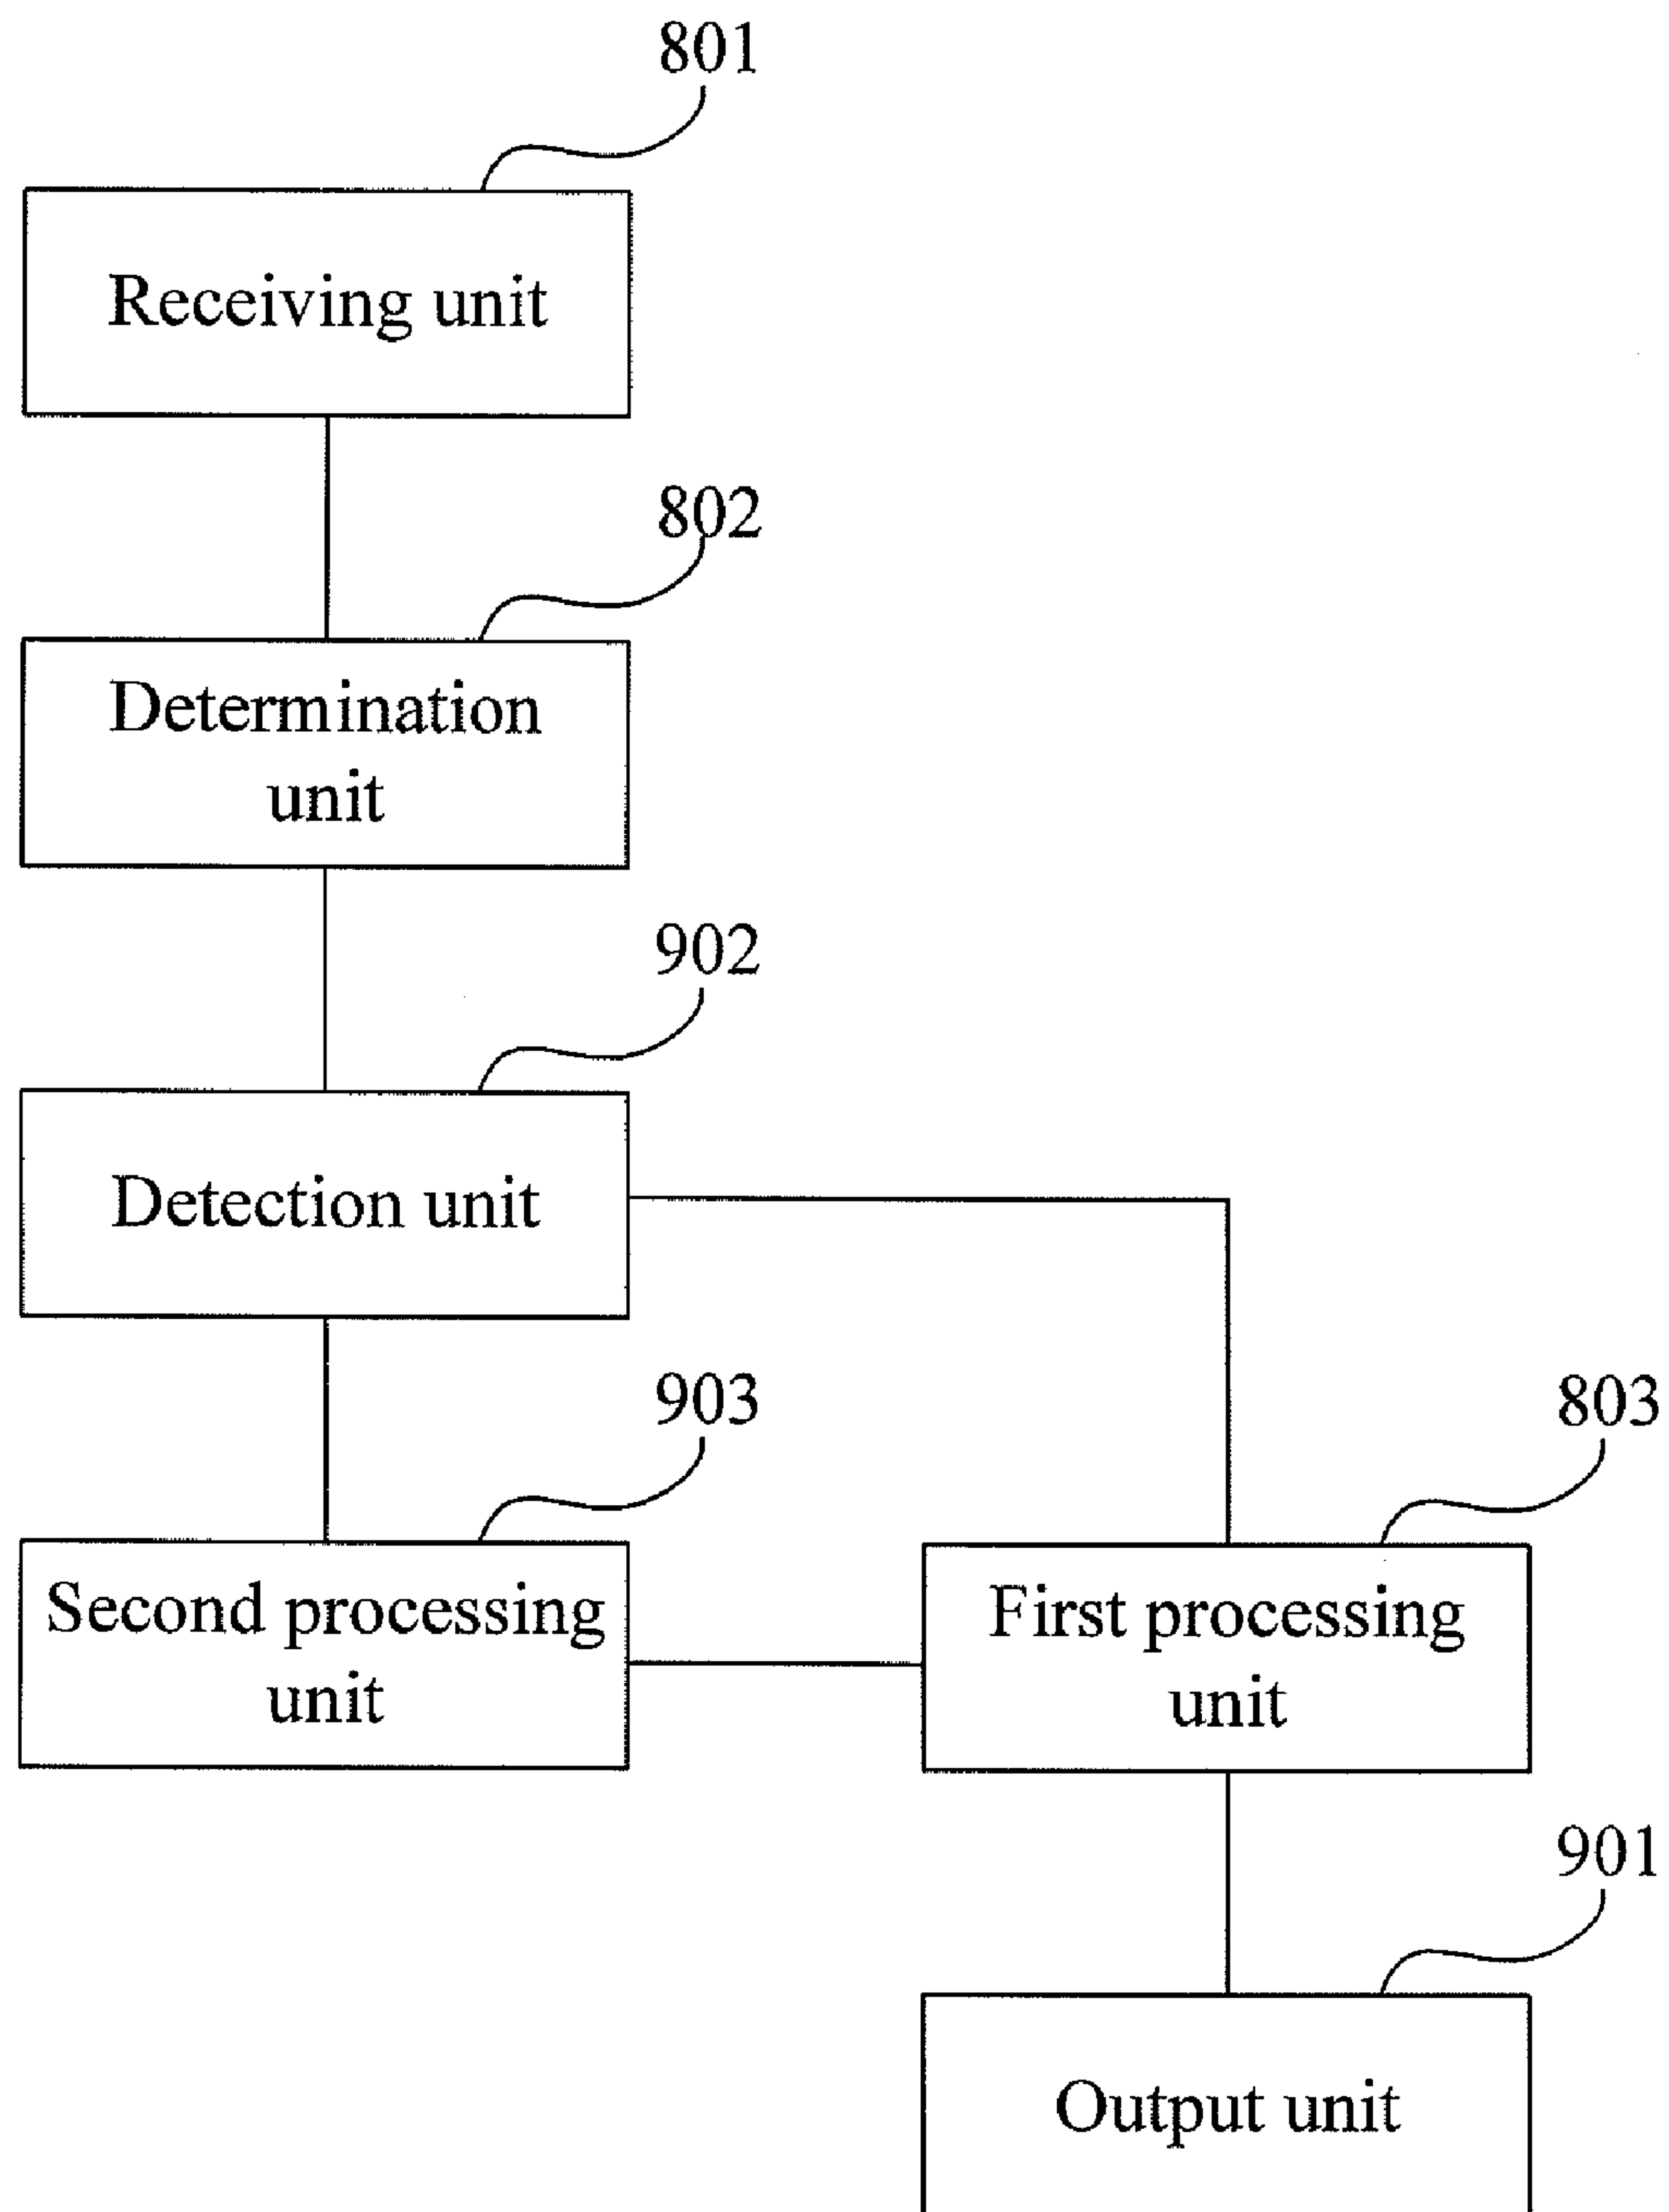 801
Receiving unit
802
Determination
unit
902
Detection unit
903
Second processing
unit
803
First processing
unit
901
Output unit